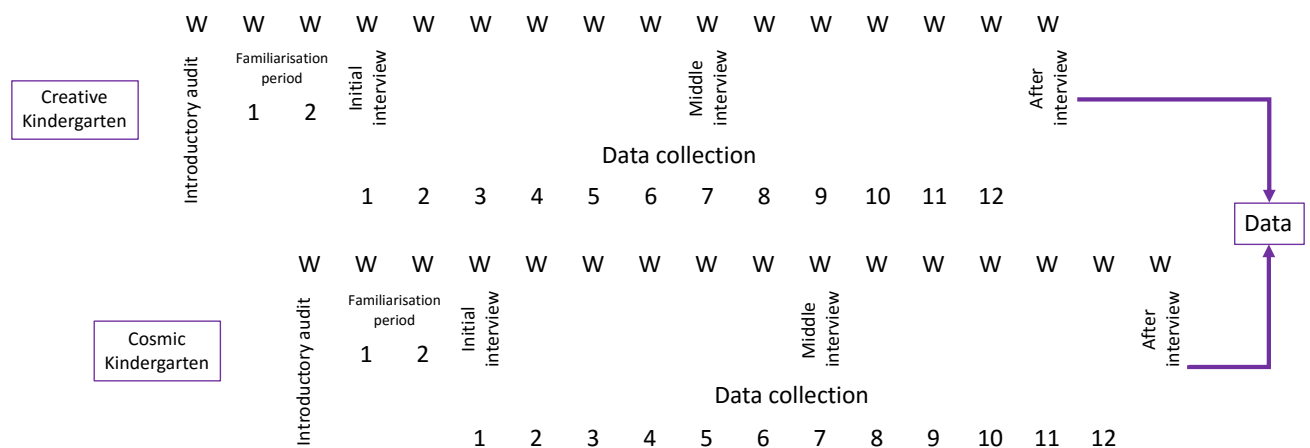 W W W W W W W W W W W W W W W W
Introductory audit
Familiarisation
period
1 2
Initial
interview
Middle
interview
After
interview
Creative
Kindergarten
Data collection
1 2 3 4 5 6 7 8 9 10 11 12
Data
W W W W W W W W W W W W W W W W
Introductory audit
Familiarisation
period
1 2
Initial
interview
Middle
interview
After
interview
Cosmic
Kindergarten
Data collection
1 2 3 4 5 6 7 8 9 10 11 12